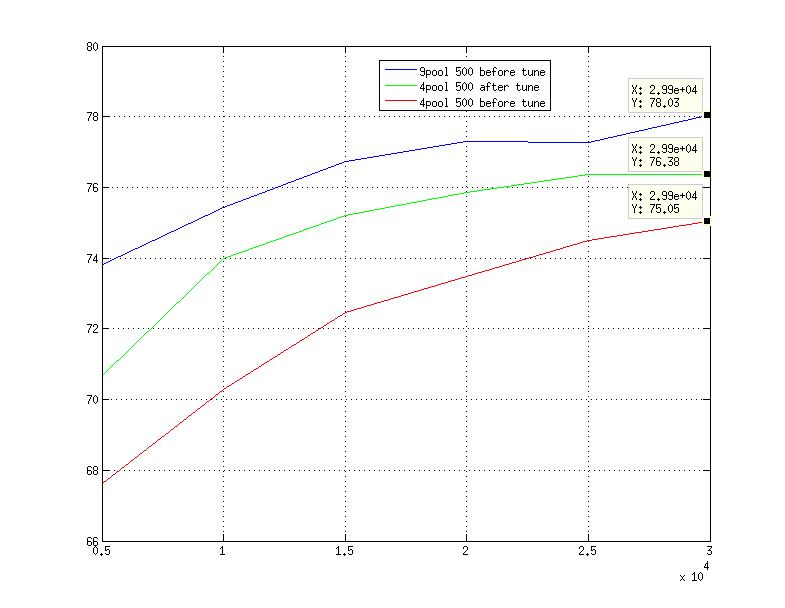 80
9pool 500 before tune
4pool 500 after tune
4pool 500 before tune
X: 2.99e+04
Y: 78.03
78
X: 2.99e+04
Y: 76.38
76
X: 2.99e+04
Y: 75.05
74
72
70
68
66
0.5 1 1.5 2 2.5 3
x 10
4